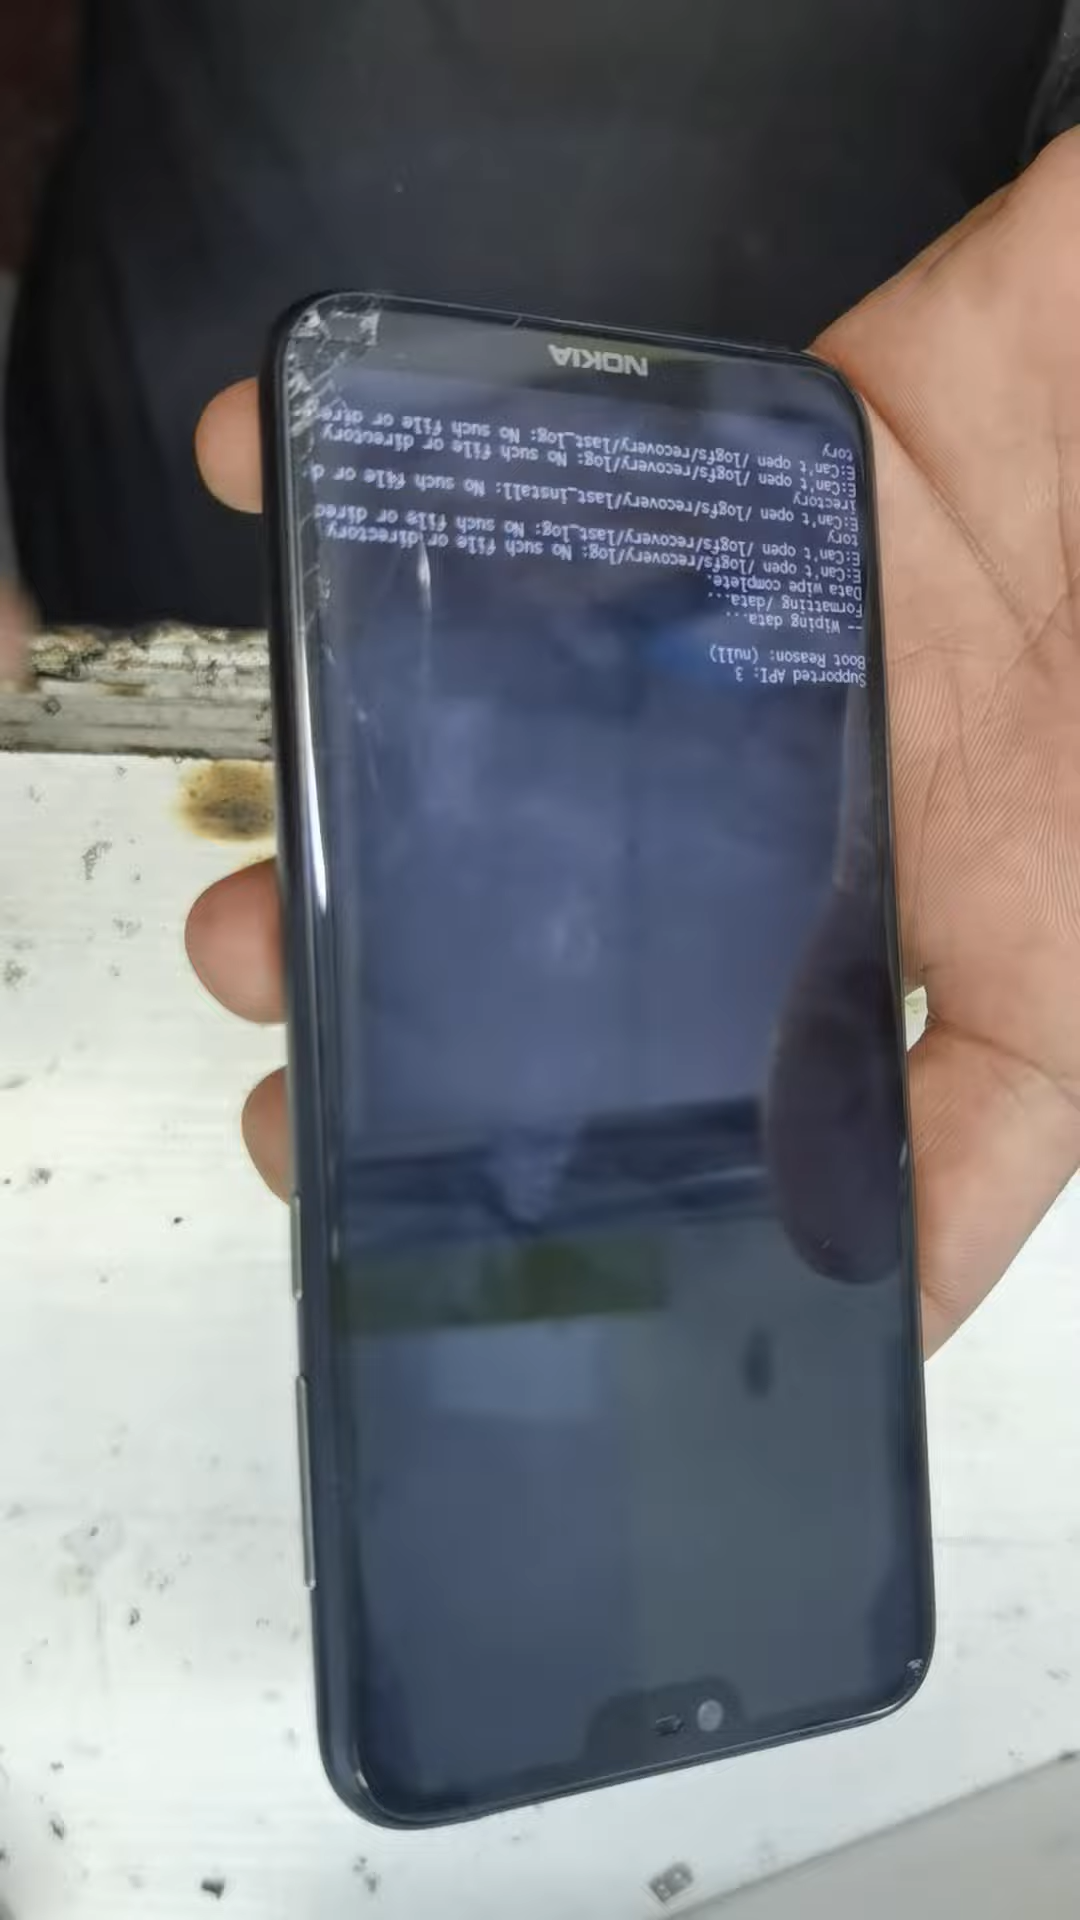 Supported API: 3
Boot Reason: (null)
-- Wiping data...
Formatting /data...
Data wipe complete.
E:Can't open /logfs/recovery/log: No such file or directory
E:Can't open /logfs/recovery/last_log: No such file or direc
tory
E:Can't open /logfs/recovery/last_install: No such file or d
irectory
E:Can't open /logfs/recovery/log: No such file or directory
E:Can't open /logfs/recovery/last_log: No such file or direc
tory
NOKIA